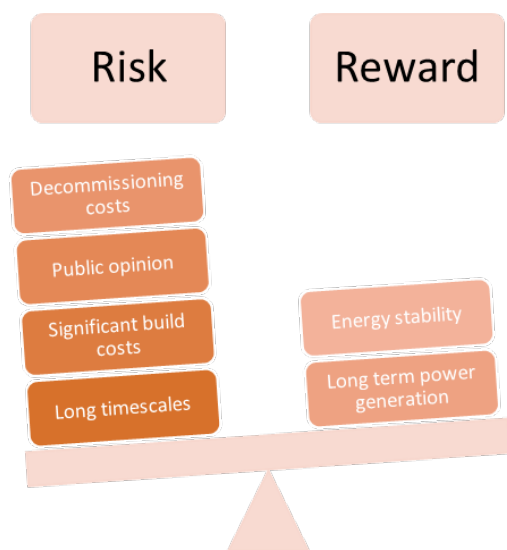 Risk
Reward
Decommissioning
costs
Public opinion
Significant build
costs
Long timescales
Energy stability
Long term power
generation